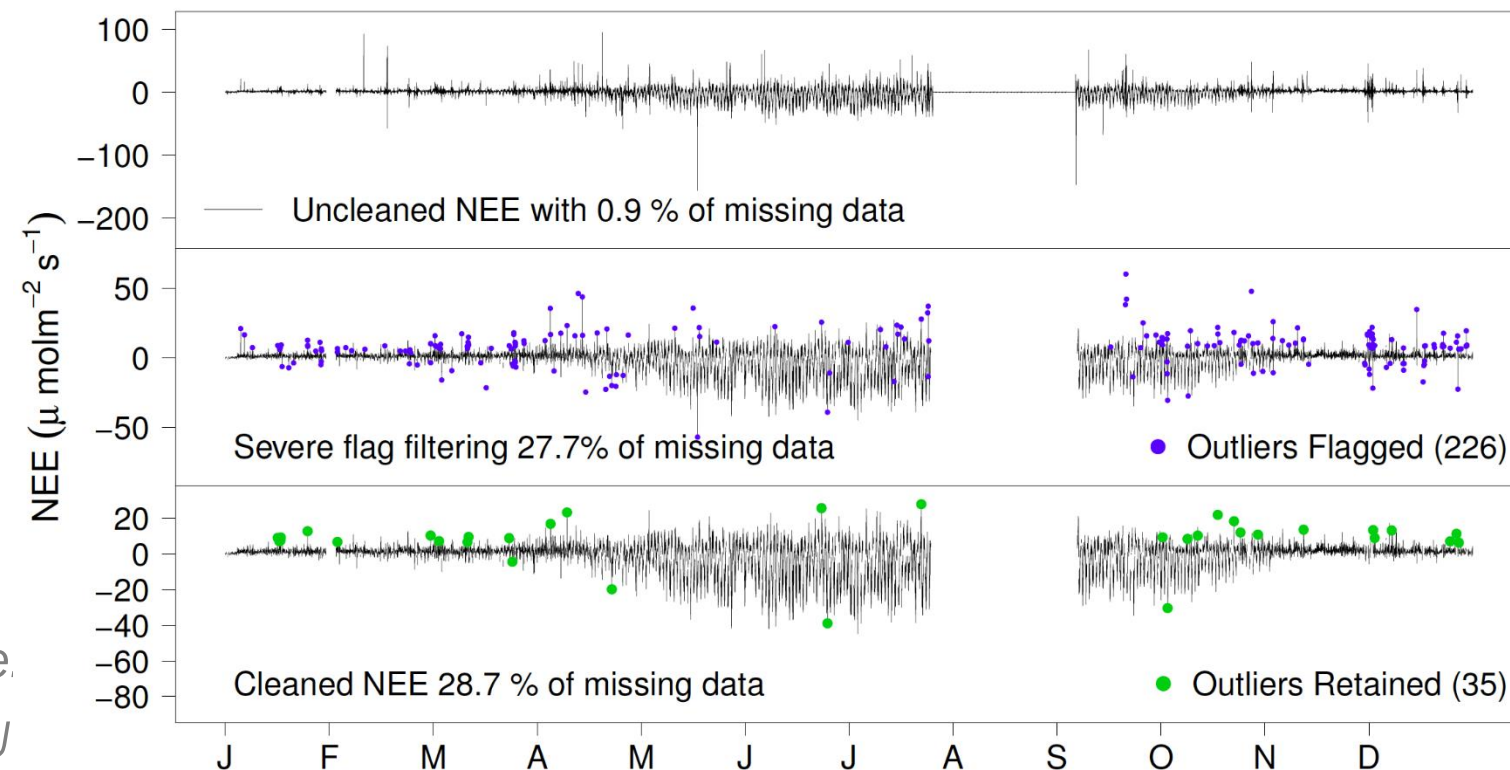 NEE (μ molm−2 s−1)
100
0
−100
−200
Uncleaned NEE with 0.9 % of missing data
50
0
−50
Severe flag filtering 27.7% of missing data
Outliers Flagged (226)
20
0
−20
−40
−60
−80
Cleaned NEE 28.7 % of missing data
Outliers Retained (35)
J F M A M J J A S O N D